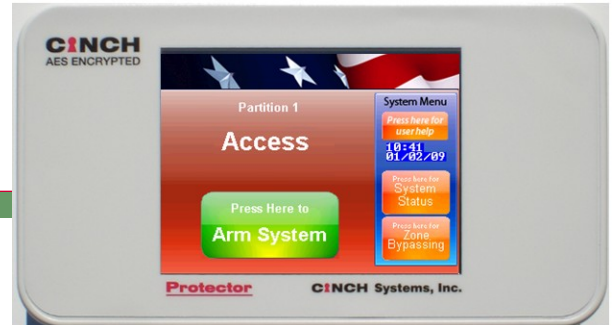 CINCH
AES ENCRYPTED
Partition 1
Access
Press Here to
Arm System
System Menu
Press here for
user help
10:41
01/02/09
Press here for
System
Status
Press here for
Zone
Bypassing
Protector
CINCH Systems, Inc.